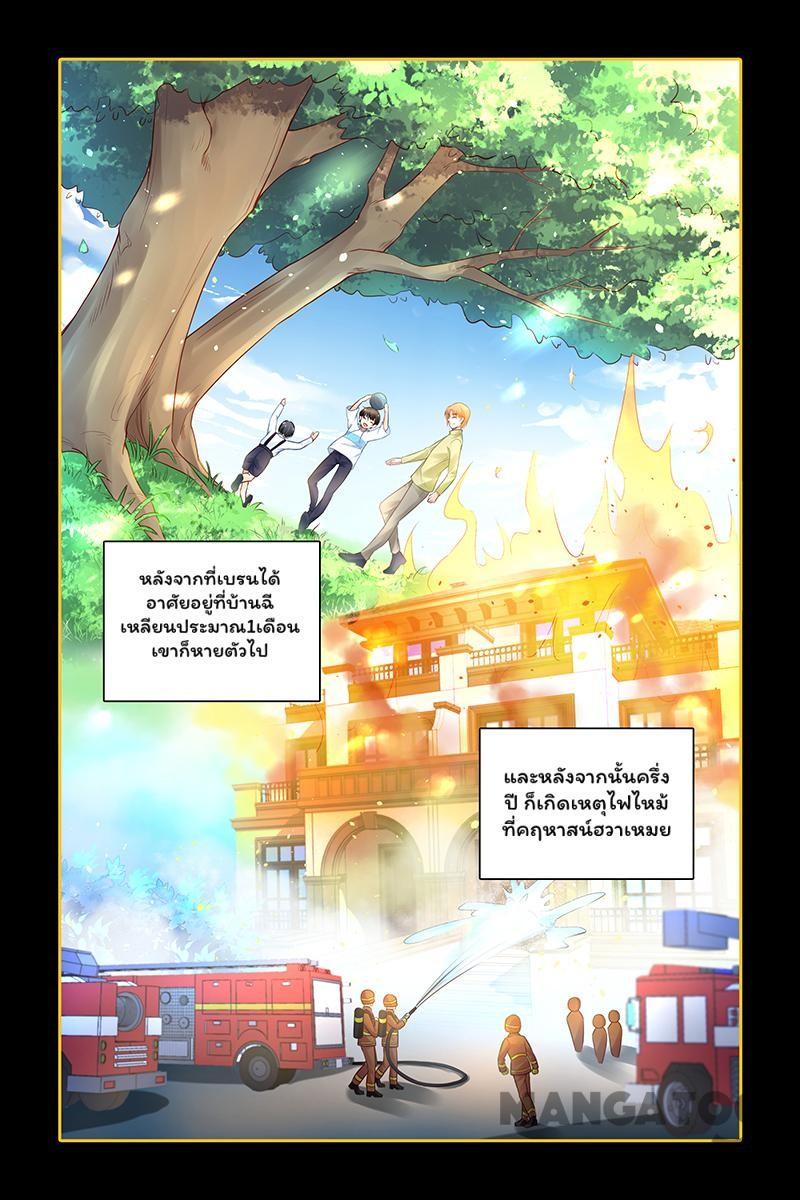 หลังจากที่เบรนได้
อาศัยอยู่ที่บ้านฉี
เหลียนประมาณ1เดือน
เขาก็หายตัวไป
และหลังจากนั้นครึ่ง
ปี ก็เกิดเหตุไฟไหม้
ที่คฤหาสน์ฮวาเหมย
MANGATOO